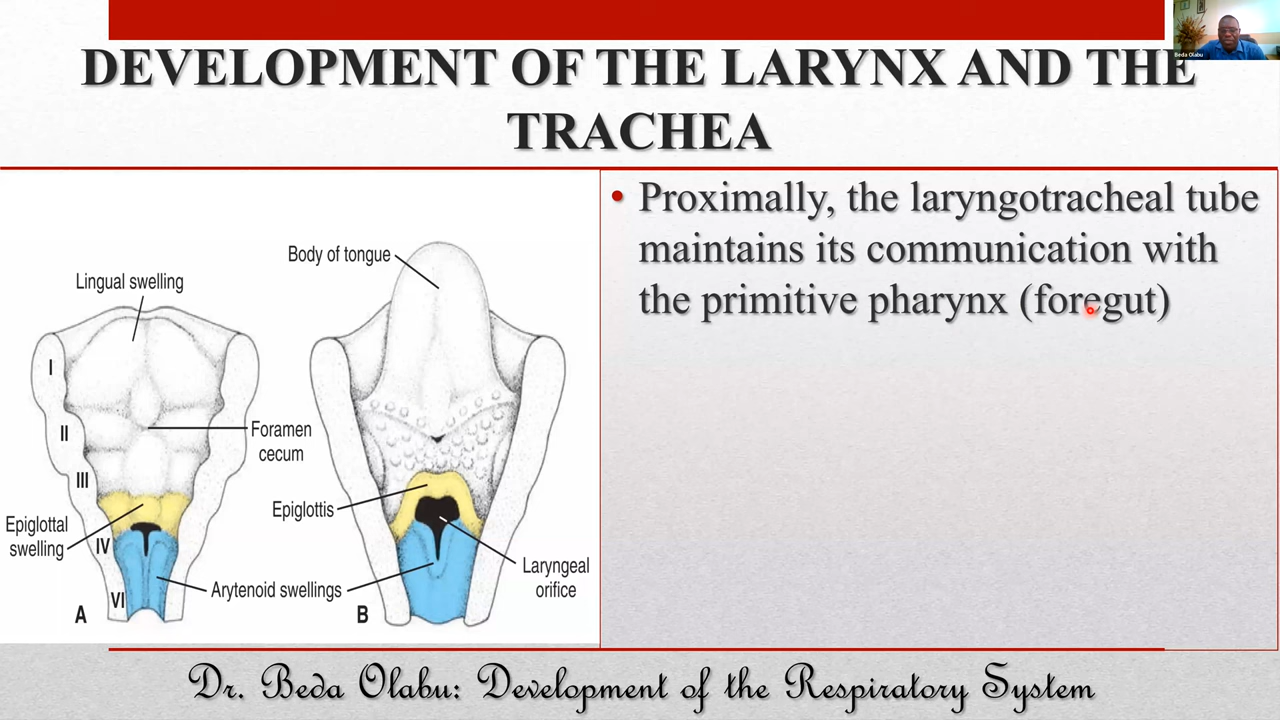 Beda Olabu
DEVELOPMENT OF THE LARYNX AND THE
TRACHEA
Body of tongue
Lingual swelling
I
II
Foramen
cecum
III
Epiglottis
Epiglottal
swelling
IV
Laryngeal
orifice
Arytenoid swellings
VI
A
B
• Proximally, the laryngotracheal tube
maintains its communication with
the primitive pharynx (foregut)
Dr. Beda Olabu: Development of the Respiratory System